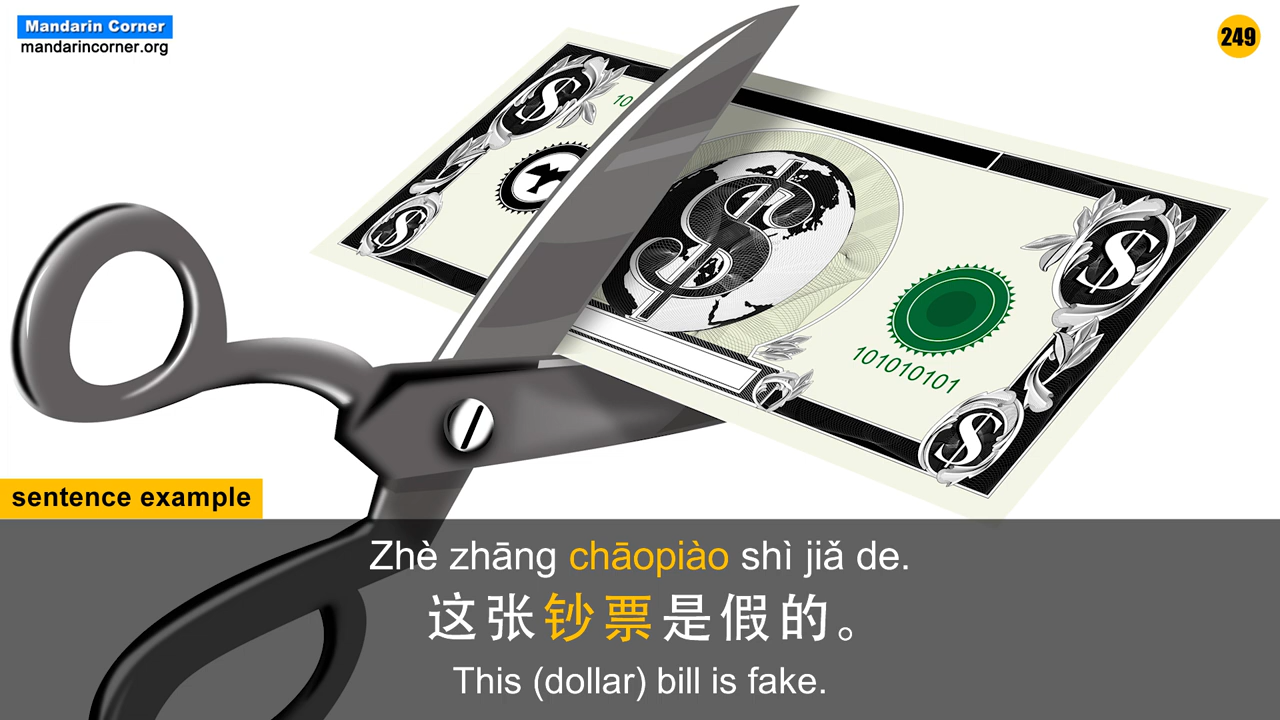 Mandarin Corner
mandarincorner.org
249
10
101010101
sentence example
Zhè zhāng chāopiào shì jiǎ de.
这张钞票是假的。
This (dollar) bill is fake.